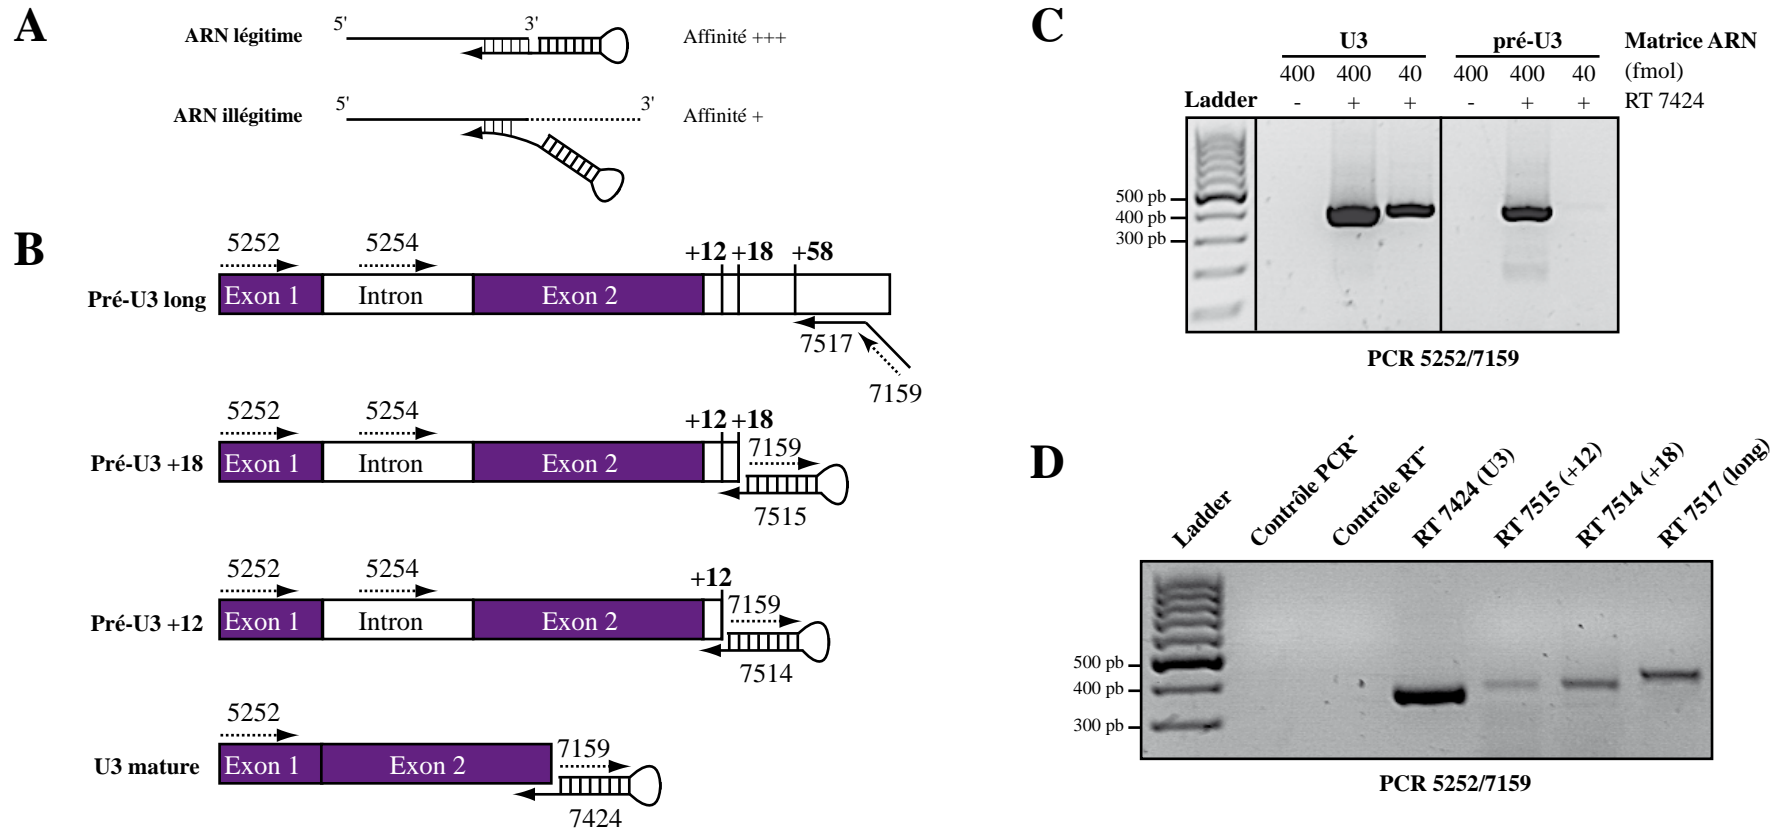 A
ARN légitime
5'
3'
Affinité +++
ARN illégitime
5'
3'
Affinité +
B
5252
5254
+12
+18
+58
Pré-U3 long
Exon 1
Intron
Exon 2
7517
7159
5252
5254
+12
+18
7159
Pré-U3 +18
Exon 1
Intron
Exon 2
7515
5252
5254
+12
7159
Pré-U3 +12
Exon 1
Intron
Exon 2
7514
5252
7159
U3 mature
Exon 1
Exon 2
7424
C
U3
pré-U3
Matrice ARN
400
400
40
400
400
40
(fmol)
Ladder
-
+
+
-
+
+
RT 7424
500 pb
400 pb
300 pb
PCR 5252/7159
D
Ladder
Contrôle PCR-
Contrôle RT-
RT 7424 (U3)
RT 7515 (+12)
RT 7514 (+18)
RT 7517 (long)
500 pb
400 pb
300 pb
PCR 5252/7159